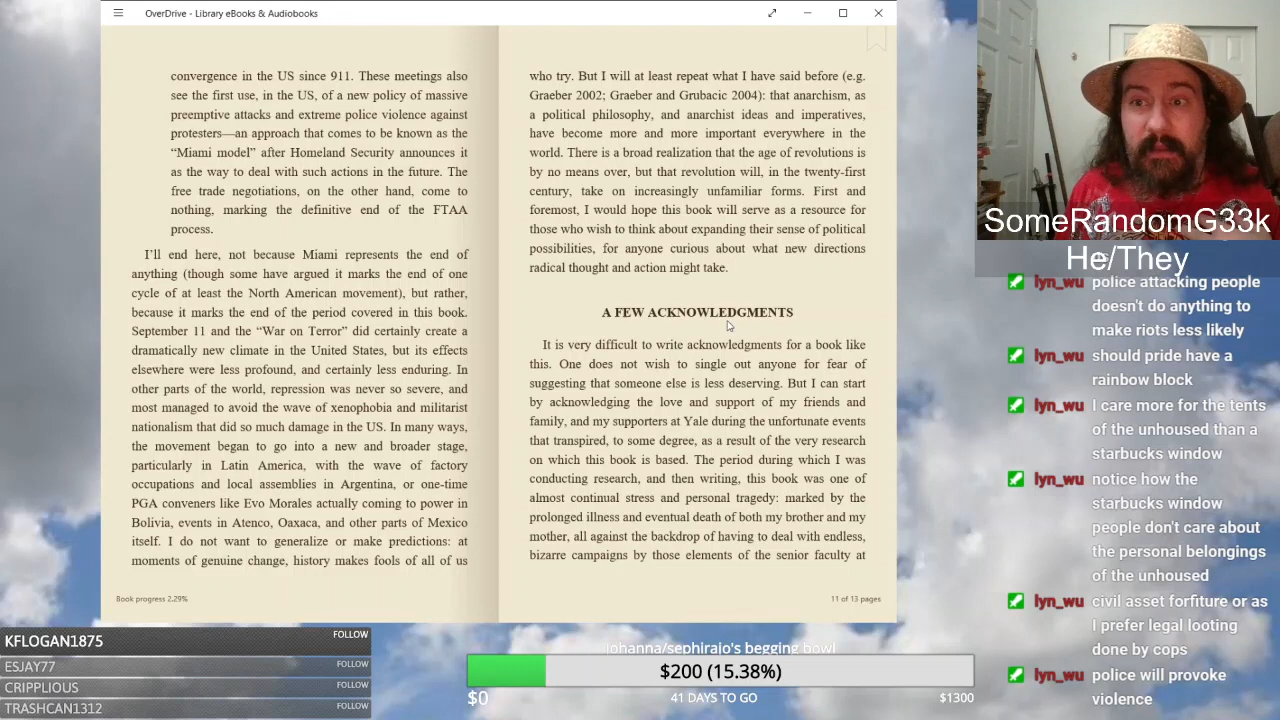 OverDrive - Library eBooks & Audiobooks
convergence in the US since 911. These meetings also
see the first use, in the US, of a new policy of massive
preemptive attacks and extreme police violence against
protesters—an approach that comes to be known as the
“Miami model” after Homeland Security announces it
as the way to deal with such actions in the future. The
free trade negotiations, on the other hand, come to
nothing, marking the definitive end of the FTAA
process.
I’ll end here, not because Miami represents the end of
anything (though some have argued it marks the end of one
cycle of at least the North American movement), but rather,
because it marks the end of the period covered in this book.
September 11 and the “War on Terror” did certainly create a
dramatically new climate in the United States, but its effects
elsewhere were less profound, and certainly less enduring. In
other parts of the world, repression was never so severe, and
most managed to avoid the wave of xenophobia and militarist
nationalism that did so much damage in the US. In many ways,
the movement began to go into a new and broader stage,
particularly in Latin America, with the wave of factory
occupations and local assemblies in Argentina, or one-time
PGA conveners like Evo Morales actually coming to power in
Bolivia, events in Atenco, Oaxaca, and other parts of Mexico
itself. I do not want to generalize or make predictions: at
moments of genuine change, history makes fools of all of us
Book progress 2.29%
who try. But I will at least repeat what I have said before (e.g.
Graeber 2002; Graeber and Grubacic 2004): that anarchism, as
a political philosophy, and anarchist ideas and imperatives,
have become more and more important everywhere in the
world. There is a broad realization that the age of revolutions is
by no means over, but that revolution will, in the twenty-first
century, take on increasingly unfamiliar forms. First and
foremost, I would hope this book will serve as a resource for
those who wish to think about expanding their sense of political
possibilities, for anyone curious about what new directions
radical thought and action might take.
A FEW ACKNOWLEDGMENTS
It is very difficult to write acknowledgments for a book like
this. One does not wish to single out anyone for fear of
suggesting that someone else is less deserving. But I can start
by acknowledging the love and support of my friends and
family, and my supporters at Yale during the unfortunate events
that transpired, to some degree, as a result of the very research
on which this book is based. The period during which I was
conducting research, and then writing, this book was one of
almost continual stress and personal tragedy: marked by the
prolonged illness and eventual death of both my brother and my
mother, all against the backdrop of having to deal with endless,
bizarre campaigns by those elements of the senior faculty at
11 of 13 pages
SomeRandomG33k
He/They
lyn_wu police attacking people
doesn't do anything to
make riots less likely
lyn_wu should pride have a
rainbow block
lyn_wu I care more for the tents
of the unhoused than a
starbucks window
lyn_wu notice how the
starbucks window
people don't care about
the personal belongings
of the unhoused
lyn_wu civil asset forfiture or as
I prefer legal looting
done by cops
lyn_wu police will provoke
violence
KFLOGAN1875 FOLLOW
ESJAY77 FOLLOW
CRIPPLIOUS FOLLOW
TRASHCAN1312 FOLLOW
johanna/sephiraio's begging bowl
$200 (15.38%)
$0 41 DAYS TO GO $1300